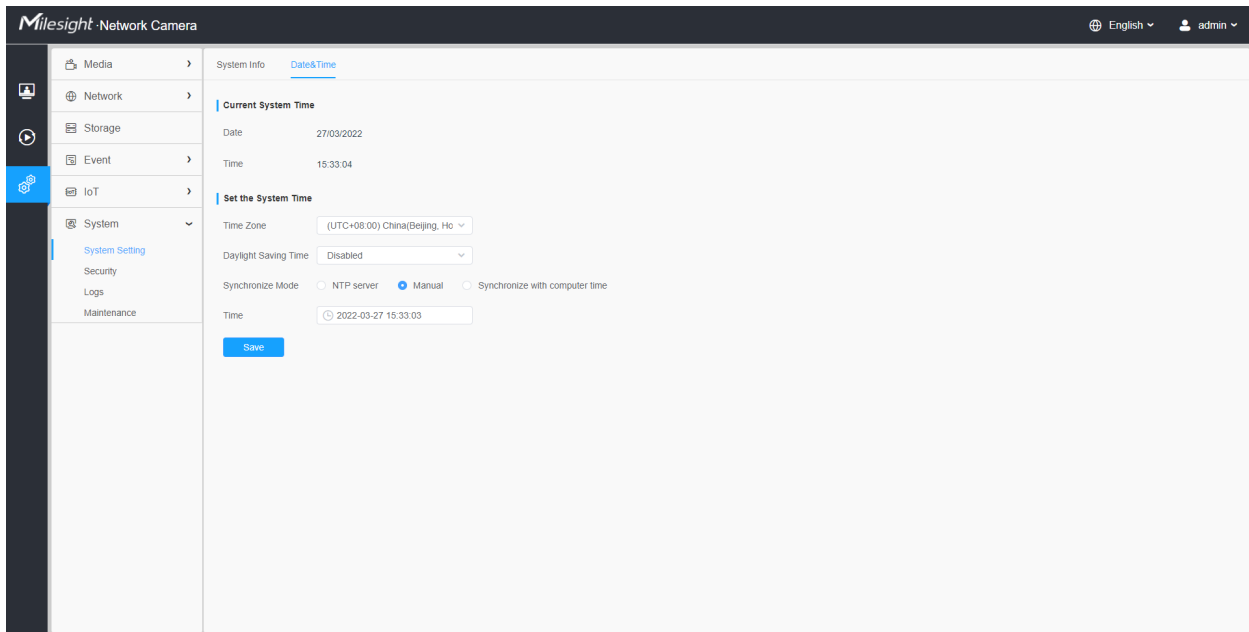 Milesight · Network Camera
English
admin
Media
Network
Storage
Event
IoT
System
System Setting
Security
Logs
Maintenance
System Info Date&Time
Current System Time
Date 27/03/2022
Time 15:33:04
Set the System Time
Time Zone (UTC+08:00) China(Beijing, Hc
Daylight Saving Time Disabled
Synchronize Mode NTP server Manual Synchronize with computer time
Time 2022-03-27 15:33:03
Save